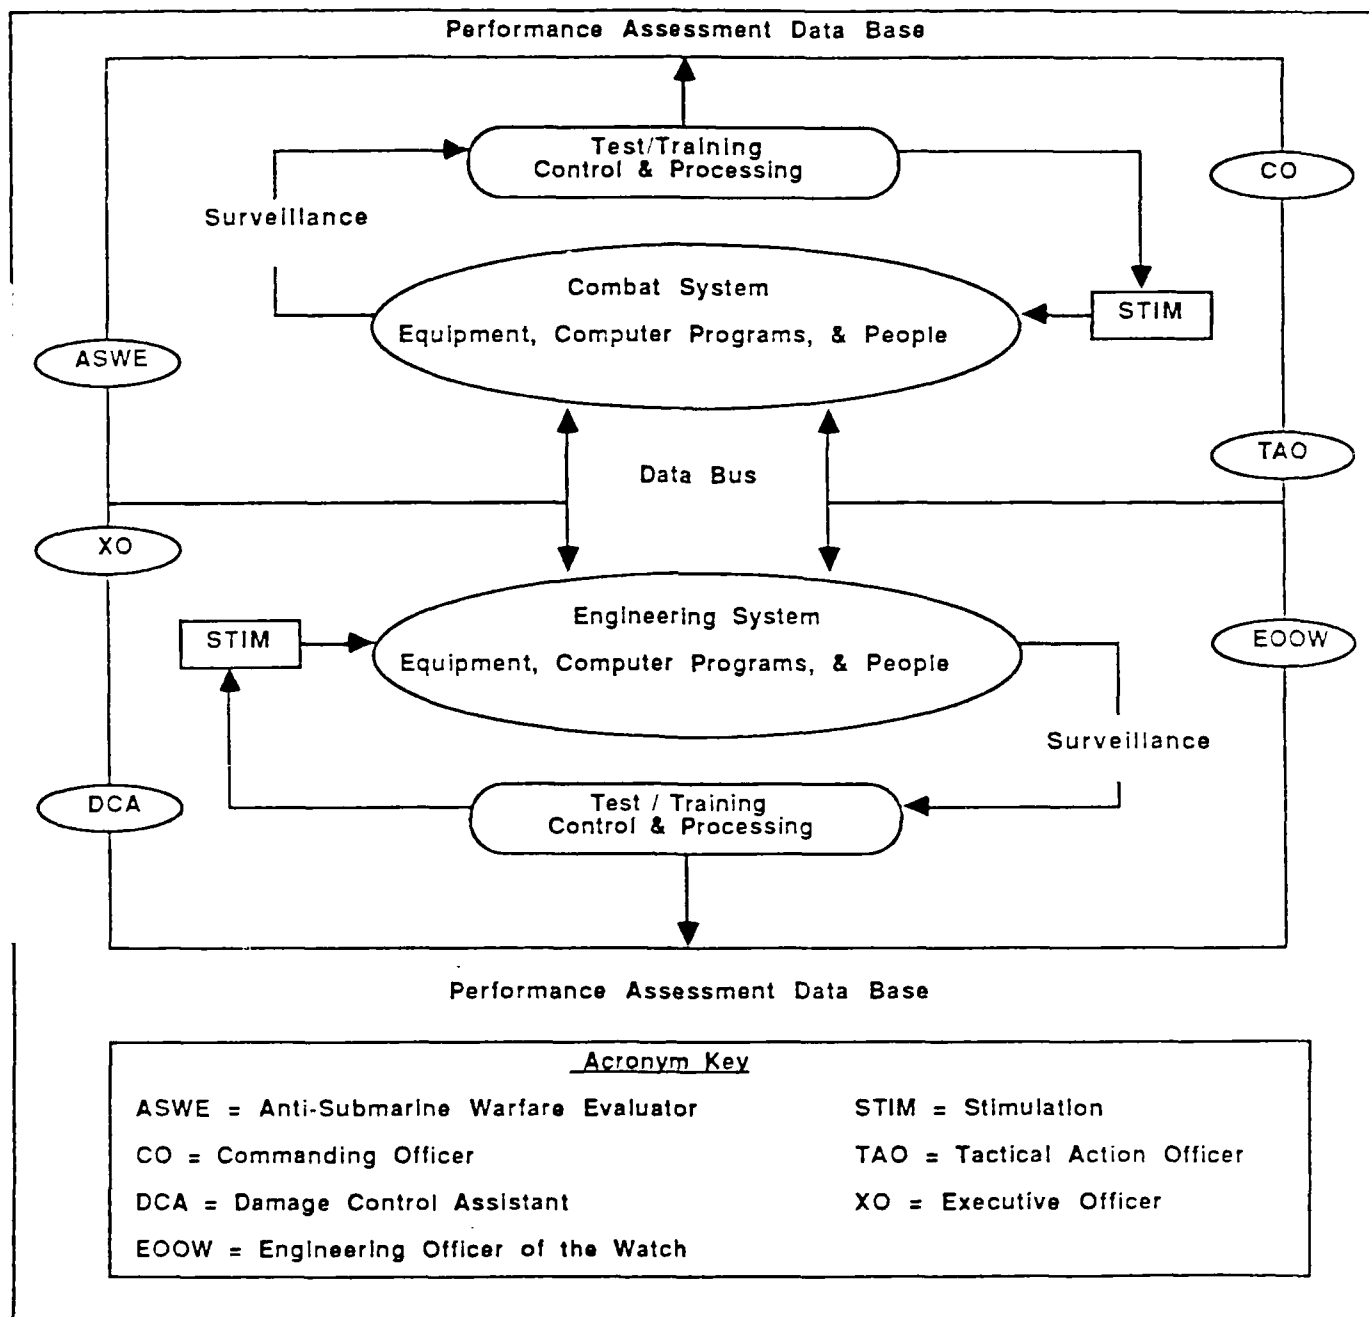 Performance Assessment Data Base
Test/Training
Control & Processing
CO
Surveillance
Combat System
STIM
Equipment, Computer Programs, & People
ASWE
TAO
Data Bus
XO
Engineering System
STIM
EOOW
Equipment, Computer Programs, & People
Surveillance
DCA
Test / Training
Control & Processing
Performance Assessment Data Base
Acronym Key
ASWE = Anti-Submarine Warfare Evaluator
STIM = Stimulation
CO = Commanding Officer
TAO = Tactical Action Officer
DCA = Damage Control Assistant
XO = Executive Officer
EOOW = Engineering Officer of the Watch